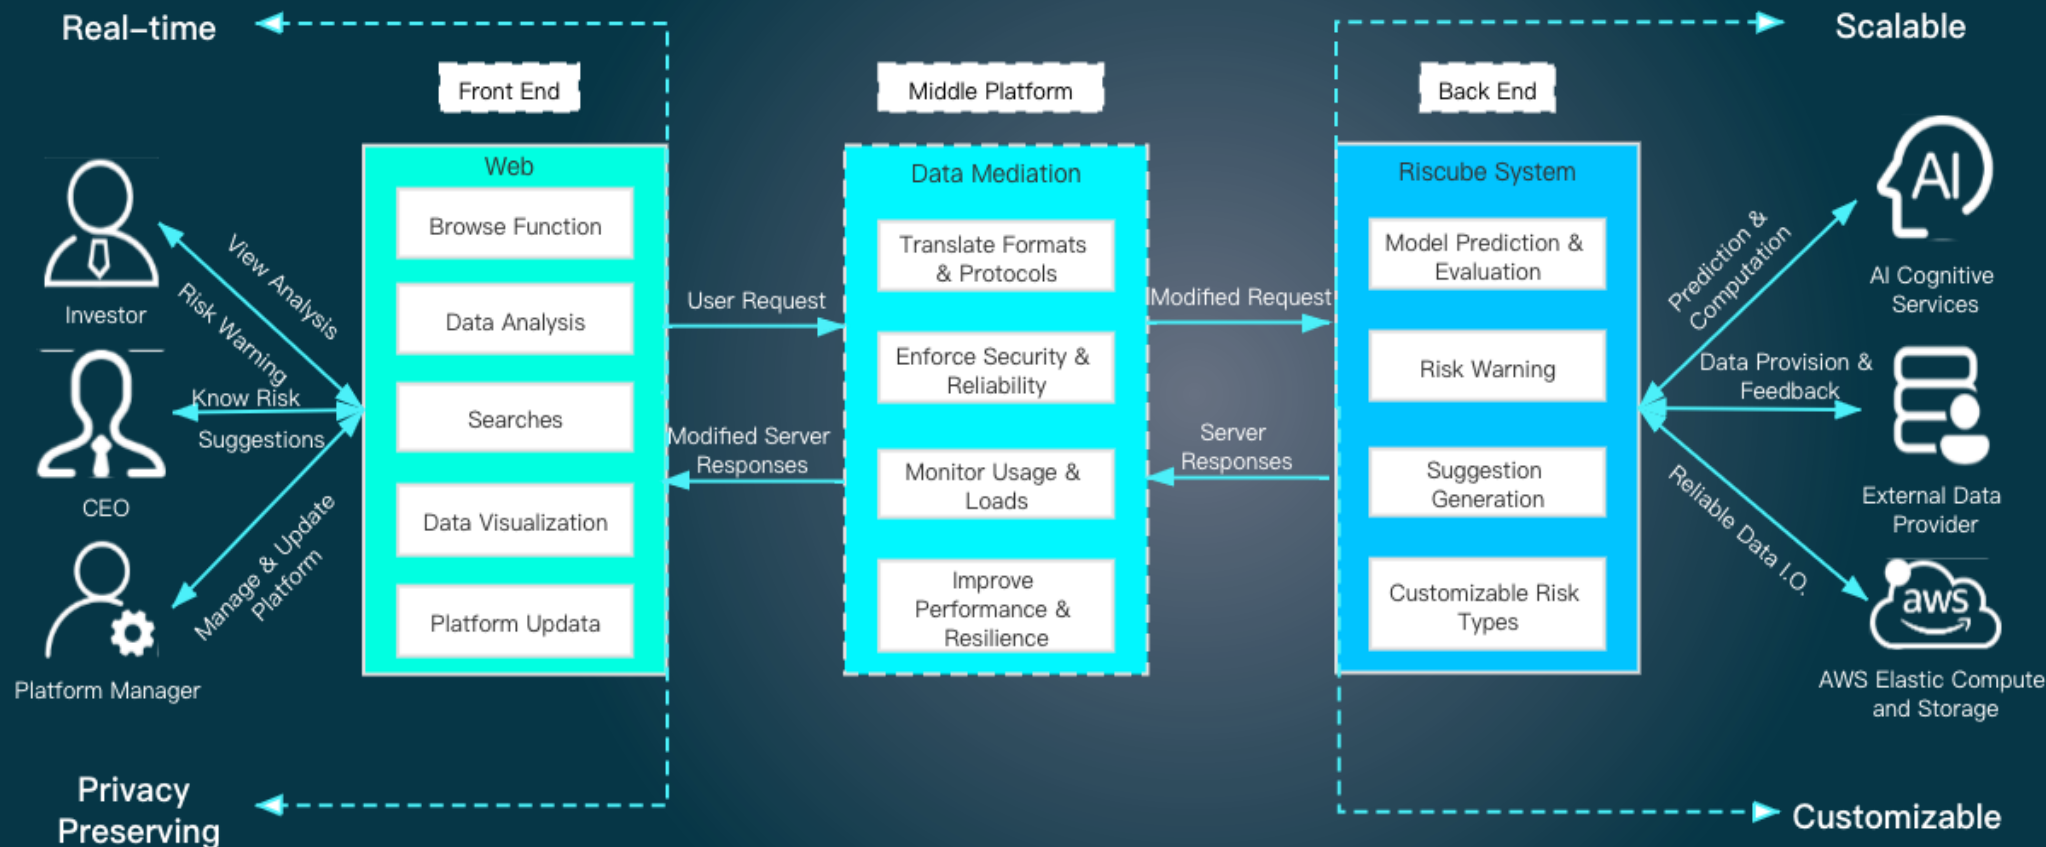 Real-time
Scalable
Front End
Middle Platform
Back End
Investor
CEO
Platform Manager
View Analysis
Risk Warning
Know Risk
Suggestions
Manage & Update
Platform
Web
Browse Function
Data Analysis
Searches
Data Visualization
Platform Updata
User Request
Modified Server
Responses
Data Mediation
Translate Formats
& Protocols
Enforce Security &
Reliability
Monitor Usage &
Loads
Improve
Performance &
Resilience
Modified Request
Server
Responses
Riscube System
Model Prediction &
Evaluation
Risk Warning
Suggestion
Generation
Customizable Risk
Types
Prediction &
Computation
Data Provision &
Feedback
Reliable Data I.O.
AI
AI Cognitive
Services
External Data
Provider
aws
AWS Elastic Compute
and Storage
Privacy
Preserving
Customizable